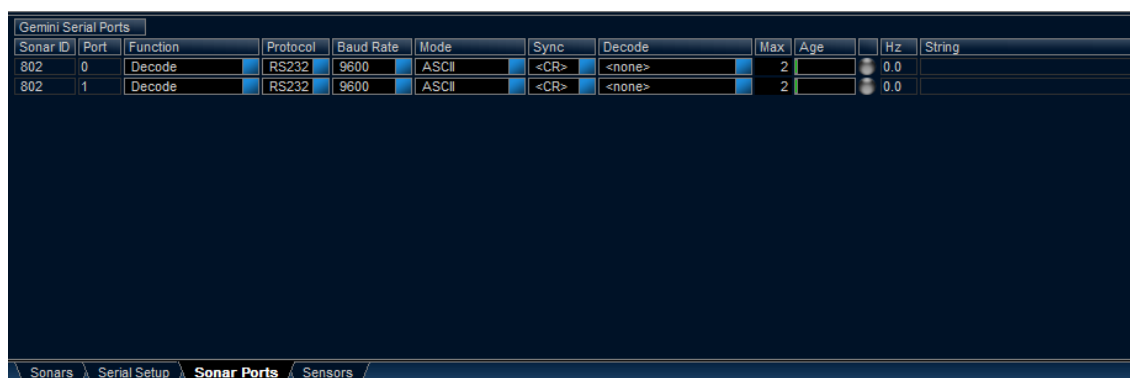 Gemini Serial Ports
Sonar ID Port Function Protocol Baud Rate Mode Sync Decode Max Age Hz String
802 0 Decode RS232 9600 ASCII <CR> <none> 2 0.0
802 1 Decode RS232 9600 ASCII <CR> <none> 2 0.0
Sonars Serial Setup Sonar Ports Sensors